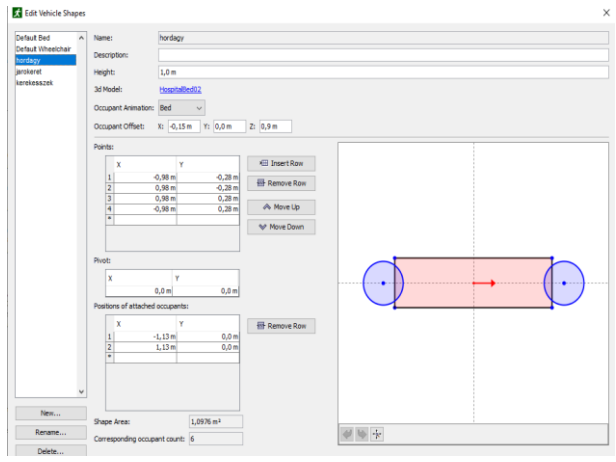 Edit Vehicle Shapes
Default Bed
Default Wheelchair
hordagy
jarokeret
kerekesszek
New...
Rename...
Delete...
Name: hordagy
Description:
Height: 1,0 m
3d Model: HospitalBed02
Occupant Animation: Bed
Occupant Offset: X: -0,15 m Y: 0,0 m Z: 0,9 m
Points:
X Y
1 -0,98 m -0,28 m
2 0,98 m -0,28 m
3 0,98 m 0,28 m
4 -0,98 m 0,28 m
*
Insert Row
Remove Row
Move Up
Move Down
Pivot:
X Y
0,0 m 0,0 m
Positions of attached occupants:
X Y
1 -1,13 m 0,0 m
2 1,13 m 0,0 m
*
Remove Row
Shape Area: 1,0976 m²
Corresponding occupant count: 6